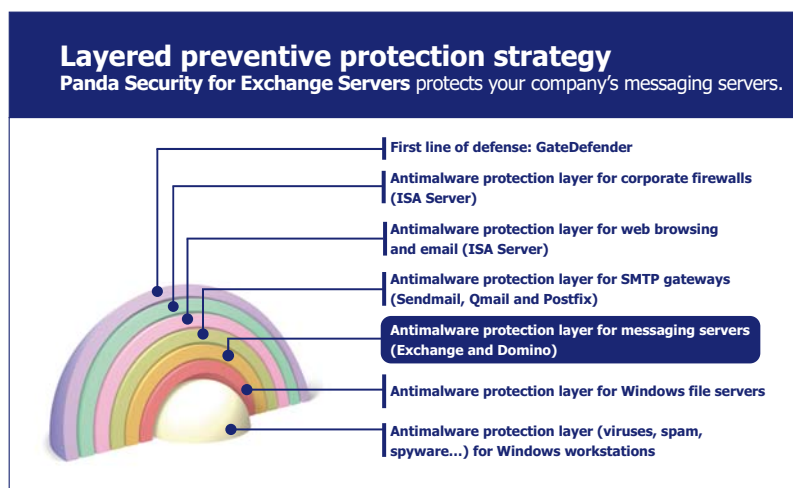 Layered preventive protection strategy
Panda Security for Exchange Servers protects your company's messaging servers.
First line of defense: GateDefender
Antimalware protection layer for corporate firewalls
(ISA Server)
Antimalware protection layer for web browsing
and email (ISA Server)
Antimalware protection layer for SMTP gateways
(Sendmail, Qmail and Postfix)
Antimalware protection layer for messaging servers
(Exchange and Domino)
Antimalware protection layer for Windows file servers
Antimalware protection layer (viruses, spam,
spyware...) for Windows workstations